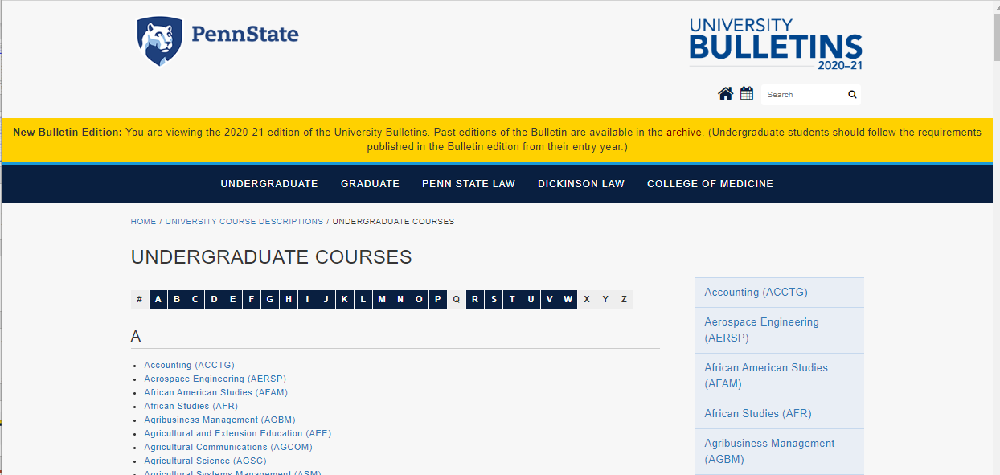 PennState
UNIVERSITY
BULLETINS
2020–21
Search
New Bulletin Edition: You are viewing the 2020-21 edition of the University Bulletins. Past editions of the Bulletin are available in the archive. (Undergraduate students should follow the requirements
published in the Bulletin edition from their entry year.)
UNDERGRADUATE GRADUATE PENN STATE LAW DICKINSON LAW COLLEGE OF MEDICINE
HOME / UNIVERSITY COURSE DESCRIPTIONS / UNDERGRADUATE COURSES
UNDERGRADUATE COURSES
# A B C D E F G H I J K L M N O P Q R S T U V W X Y Z
A
Accounting (ACCTG)
Aerospace Engineering (AERSP)
African American Studies (AFAM)
African Studies (AFR)
Agribusiness Management (AGBM)
Agricultural and Extension Education (AEE)
Agricultural Communications (AGCOM)
Agricultural Science (AGSC)
Agricultural Systems Management (ASM)
Accounting (ACCTG)
Aerospace Engineering
(AERSP)
African American Studies
(AFAM)
African Studies (AFR)
Agribusiness Management
(AGBM)